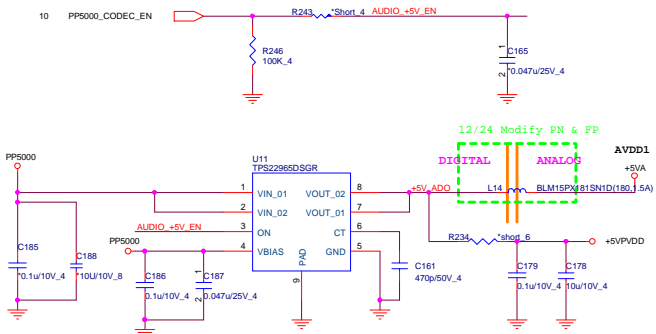 10 PP5000_CODEC_EN
R243 *Short_4 AUDIO_+5V_EN
R246
100K_4
1
C165
2
*0.047u/25V_4
12/24 Modify PN & FP
DIGITAL ANALOG
AVDD1
+5VA
PP5000
U11
TPS22965DSGR
1 VIN_01 VOUT_02 8
+5V_ADO
L14 BLM15PX181SN1D(180,1.5A)
2 VIN_02 VOUT_01 7
AUDIO_+5V_EN
3 ON CT 6
PP5000
4 VBIAS GND 5
PAD
9
R234 *short_6
+5VPVDD
C185
*0.1u/10V_4
C188
*10U/10V_8
C186
0.1u/10V_4
1
C187
2
0.047u/25V_4
C161
470p/50V_4
C179
0.1u/10V_4
C178
10u/10V_4